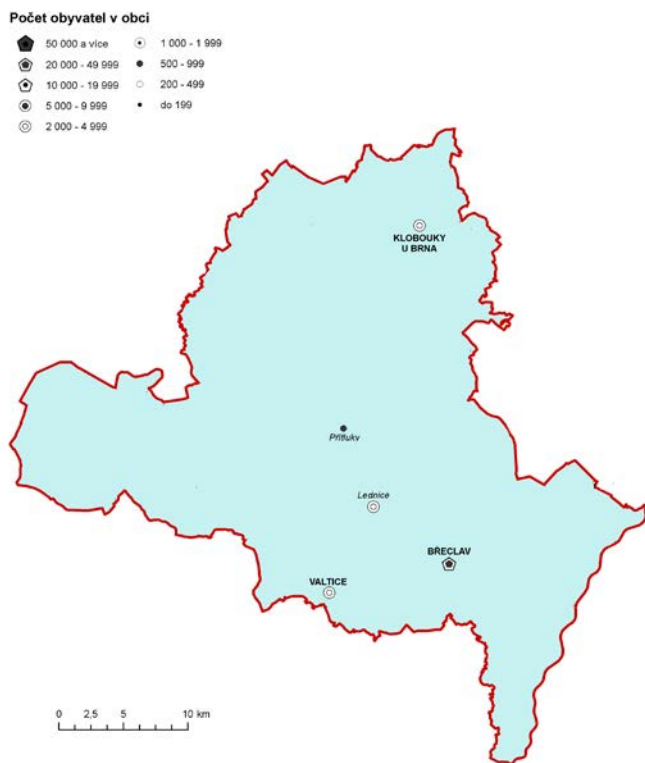 Počet obyvatel v obci
50 000 a více
20 000 - 49 999
10 000 - 19 999
5 000 - 9 999
2 000 - 4 999
1 000 - 1 999
500 - 999
200 - 499
do 199
KLOBOUKY
U BRNA
Přítlukv
Lednice
BŘECLAV
VALTICE
0 2,5 5 10 km